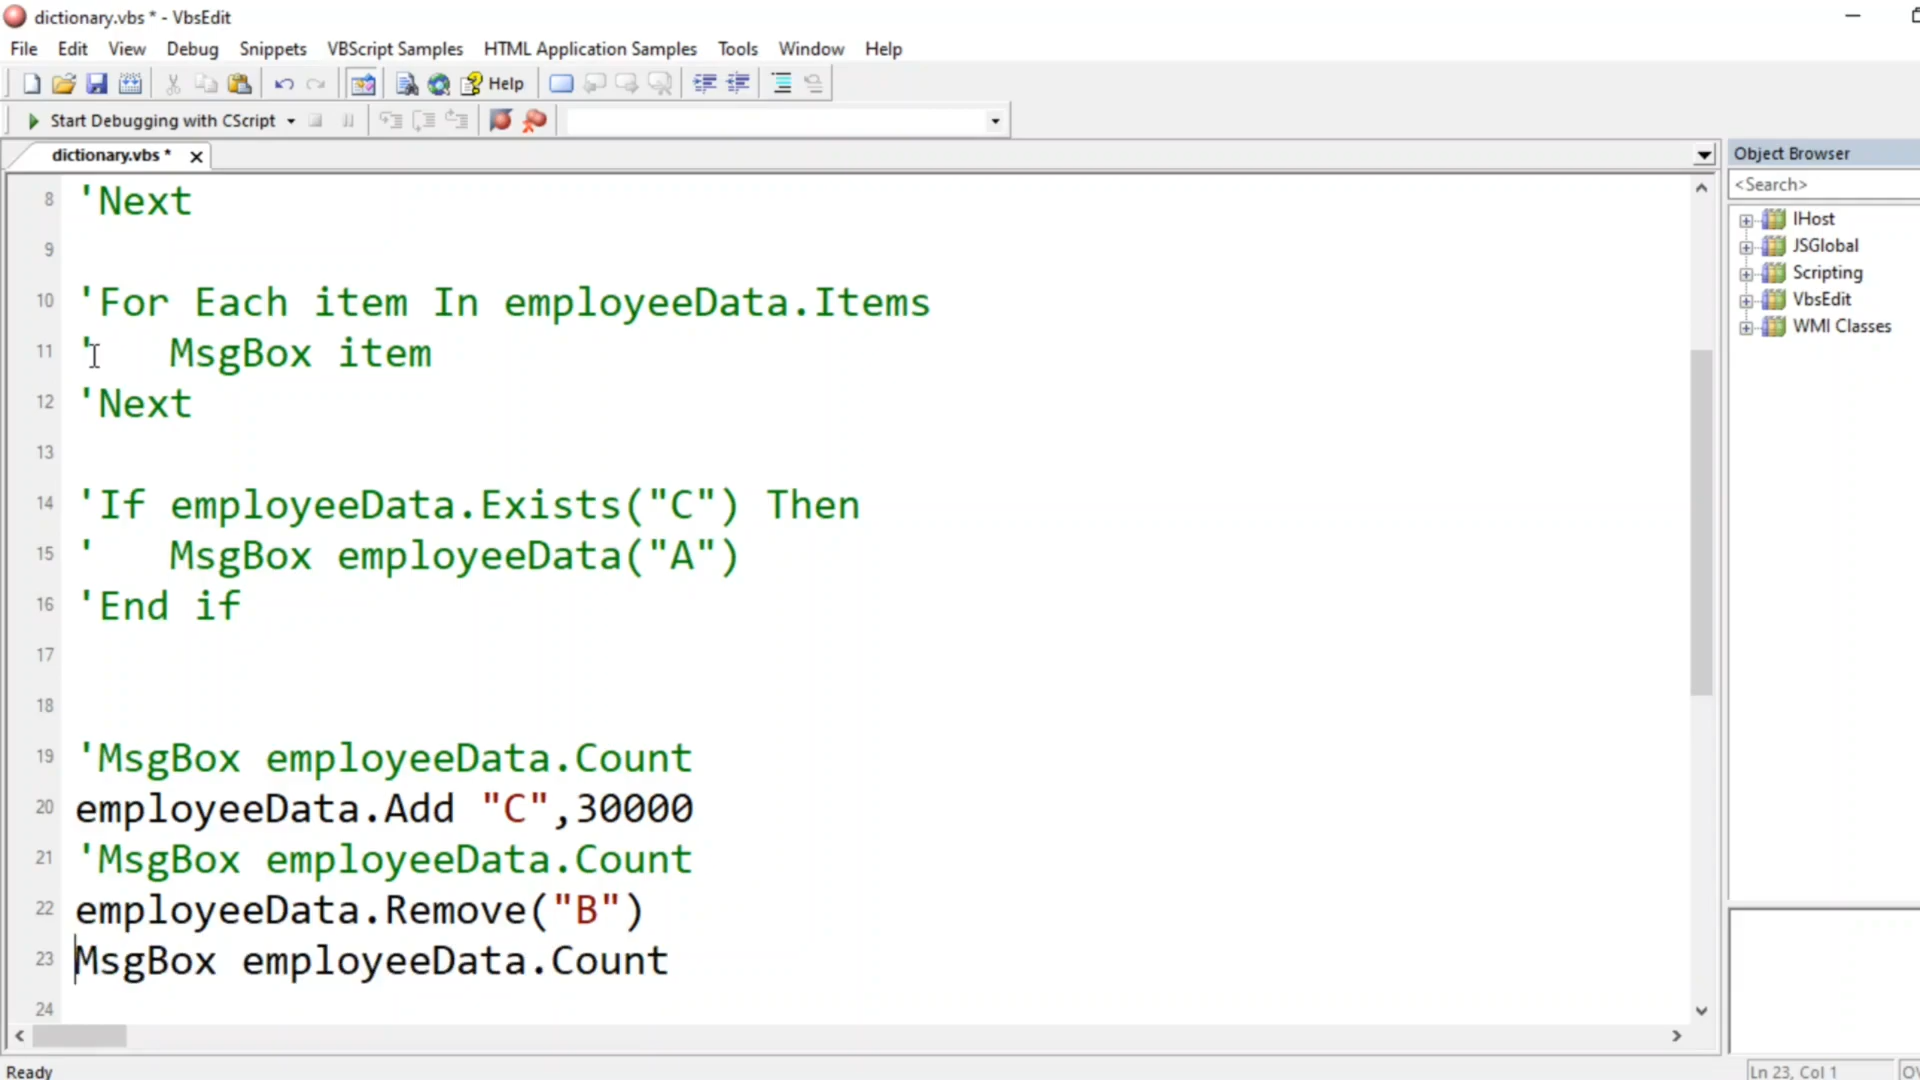 dictionary.vbs * - VbsEdit
File Edit View Debug Snippets VBScript Samples HTML Application Samples Tools Window Help
Help
Start Debugging with CScript
dictionary.vbs *
Object Browser
<Search>
IHost
JSGlobal
Scripting
VbsEdit
WMI Classes
8 'Next
9
10 'For Each item In employeeData.Items
11 '   MsgBox item
12 'Next
13
14 'If employeeData.Exists("C") Then
15 '   MsgBox employeeData("A")
16 'End if
17
18
19 'MsgBox employeeData.Count
20 employeeData.Add "C",30000
21 'MsgBox employeeData.Count
22 employeeData.Remove("B")
23 MsgBox employeeData.Count
24
Ready
Ln 23, Col 1